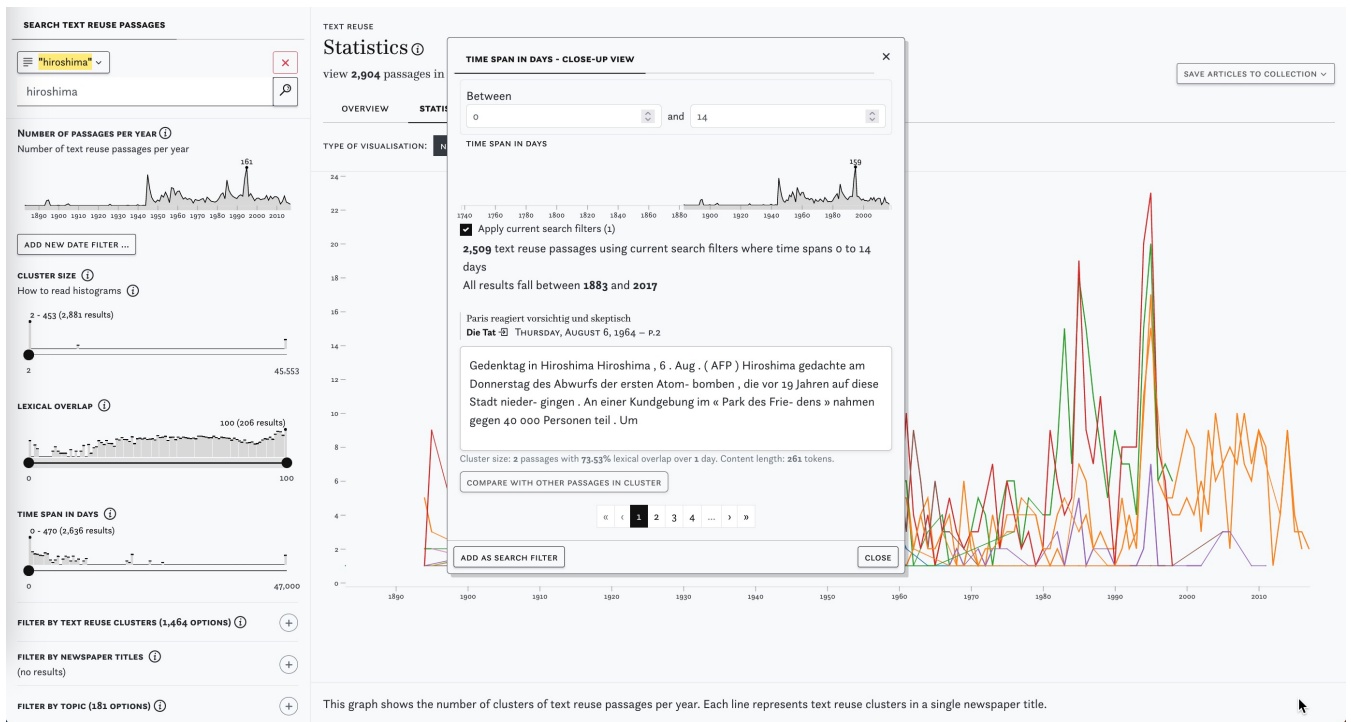 SEARCH TEXT REUSE PASSAGES
"hiroshima"
hiroshima
NUMBER OF PASSAGES PER YEAR
Number of text reuse passages per year
161
1890 1900 1910 1920 1930 1940 1950 1960 1970 1980 1990 2000 2010
ADD NEW DATE FILTER ...
CLUSTER SIZE
How to read histograms
2 - 453 (2,881 results)
2 45,553
LEXICAL OVERLAP
100 (206 results)
0 100
TIME SPAN IN DAYS
0 - 470 (2,636 results)
0 47,000
FILTER BY TEXT REUSE CLUSTERS (1,464 OPTIONS)
FILTER BY NEWSPAPER TITLES
(no results)
FILTER BY TOPIC (181 OPTIONS)
TEXT REUSE
Statistics
view 2,904 passages in
SAVE ARTICLES TO COLLECTION
OVERVIEW STATIS
TYPE OF VISUALISATION: N
24
22
20
18
16
14
12
10
8
6
4
2
0
1890 1900 1910 1920 1930 1940 1950 1960 1970 1980 1990 2000 2010
This graph shows the number of clusters of text reuse passages per year. Each line represents text reuse clusters in a single newspaper title.
TIME SPAN IN DAYS - CLOSE-UP VIEW
×
Between
0 and 14
TIME SPAN IN DAYS
159
1740 1760 1780 1800 1820 1840 1860 1880 1900 1920 1940 1960 1980 2000
Apply current search filters (1)
2,509 text reuse passages using current search filters where time spans 0 to 14
days
All results fall between 1883 and 2017
Paris reagiert vorsichtig und skeptisch
Die Tat THURSDAY, AUGUST 6, 1964 – P.2
Gedenktag in Hiroshima Hiroshima , 6 . Aug . ( AFP ) Hiroshima gedachte am
Donnerstag des Abwurfs der ersten Atom- bomben , die vor 19 Jahren auf diese
Stadt nieder- gingen . An einer Kundgebung im « Park des Frie- dens » nahmen
gegen 40 000 Personen teil . Um
Cluster size: 2 passages with 73.53% lexical overlap over 1 day. Content length: 261 tokens.
COMPARE WITH OTHER PASSAGES IN CLUSTER
« ‹ 1 2 3 4 ... › »
ADD AS SEARCH FILTER
CLOSE